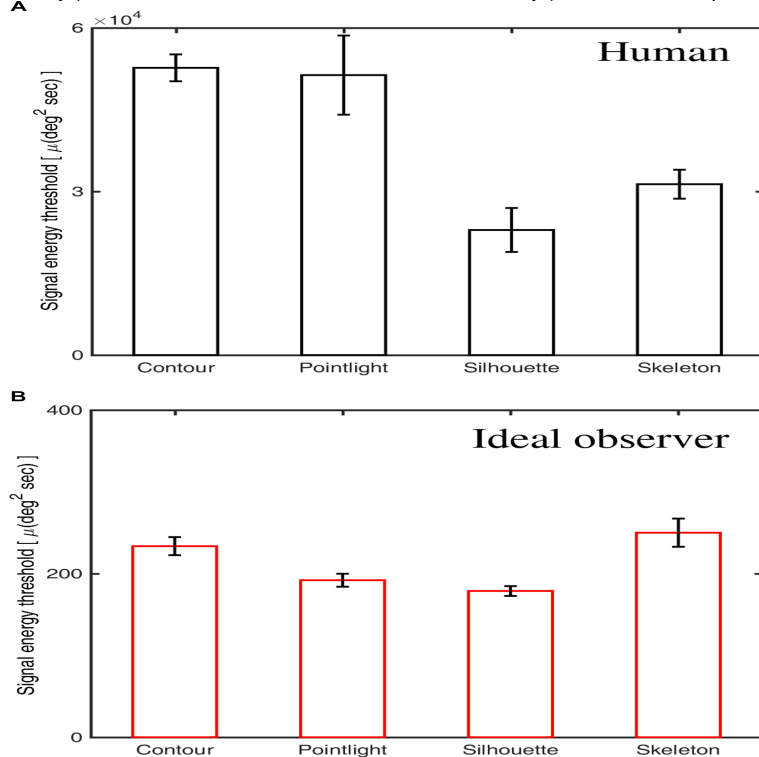 A
×10⁴
6
Human
Signal energy threshold [ μ(deg² sec) ]
3
0
Contour Pointlight Silhouette Skeleton
B
400
Ideal observer
Signal energy threshold [ μ(deg² sec) ]
200
0
Contour Pointlight Silhouette Skeleton